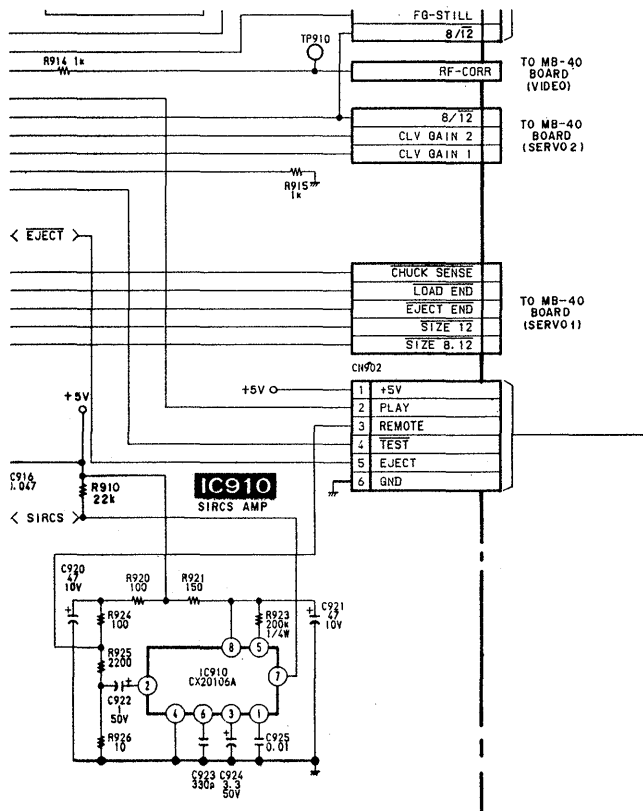 FG-STILL
8/12
TP910
R914 1k
RF-CORR
TO MB-40
BOARD
(VIDEO)
8/12
CLV GAIN 2
CLV GAIN 1
TO MB-40
BOARD
(SERVO2)
R915
1k
< EJECT >
CHUCK SENSE
LOAD END
EJECT END
SIZE 12
SIZE 8.12
TO MB-40
BOARD
(SERVO1)
CN902
+5V
1 +5V
2 PLAY
3 REMOTE
4 TEST
5 EJECT
6 GND
+5V
C916
0.047
R910
22k
IC910
SIRCS AMP
< SIRCS >
C920
47
10V
R920
100
R921
150
R924
100
R923
200k
1/4W
C921
47
10V
R925
2200
8
5
IC910
CX20106A
7
2
C922
1
50V
4
6
3
1
R926
10
C925
0.01
C923
330p
C924
3.3
50V